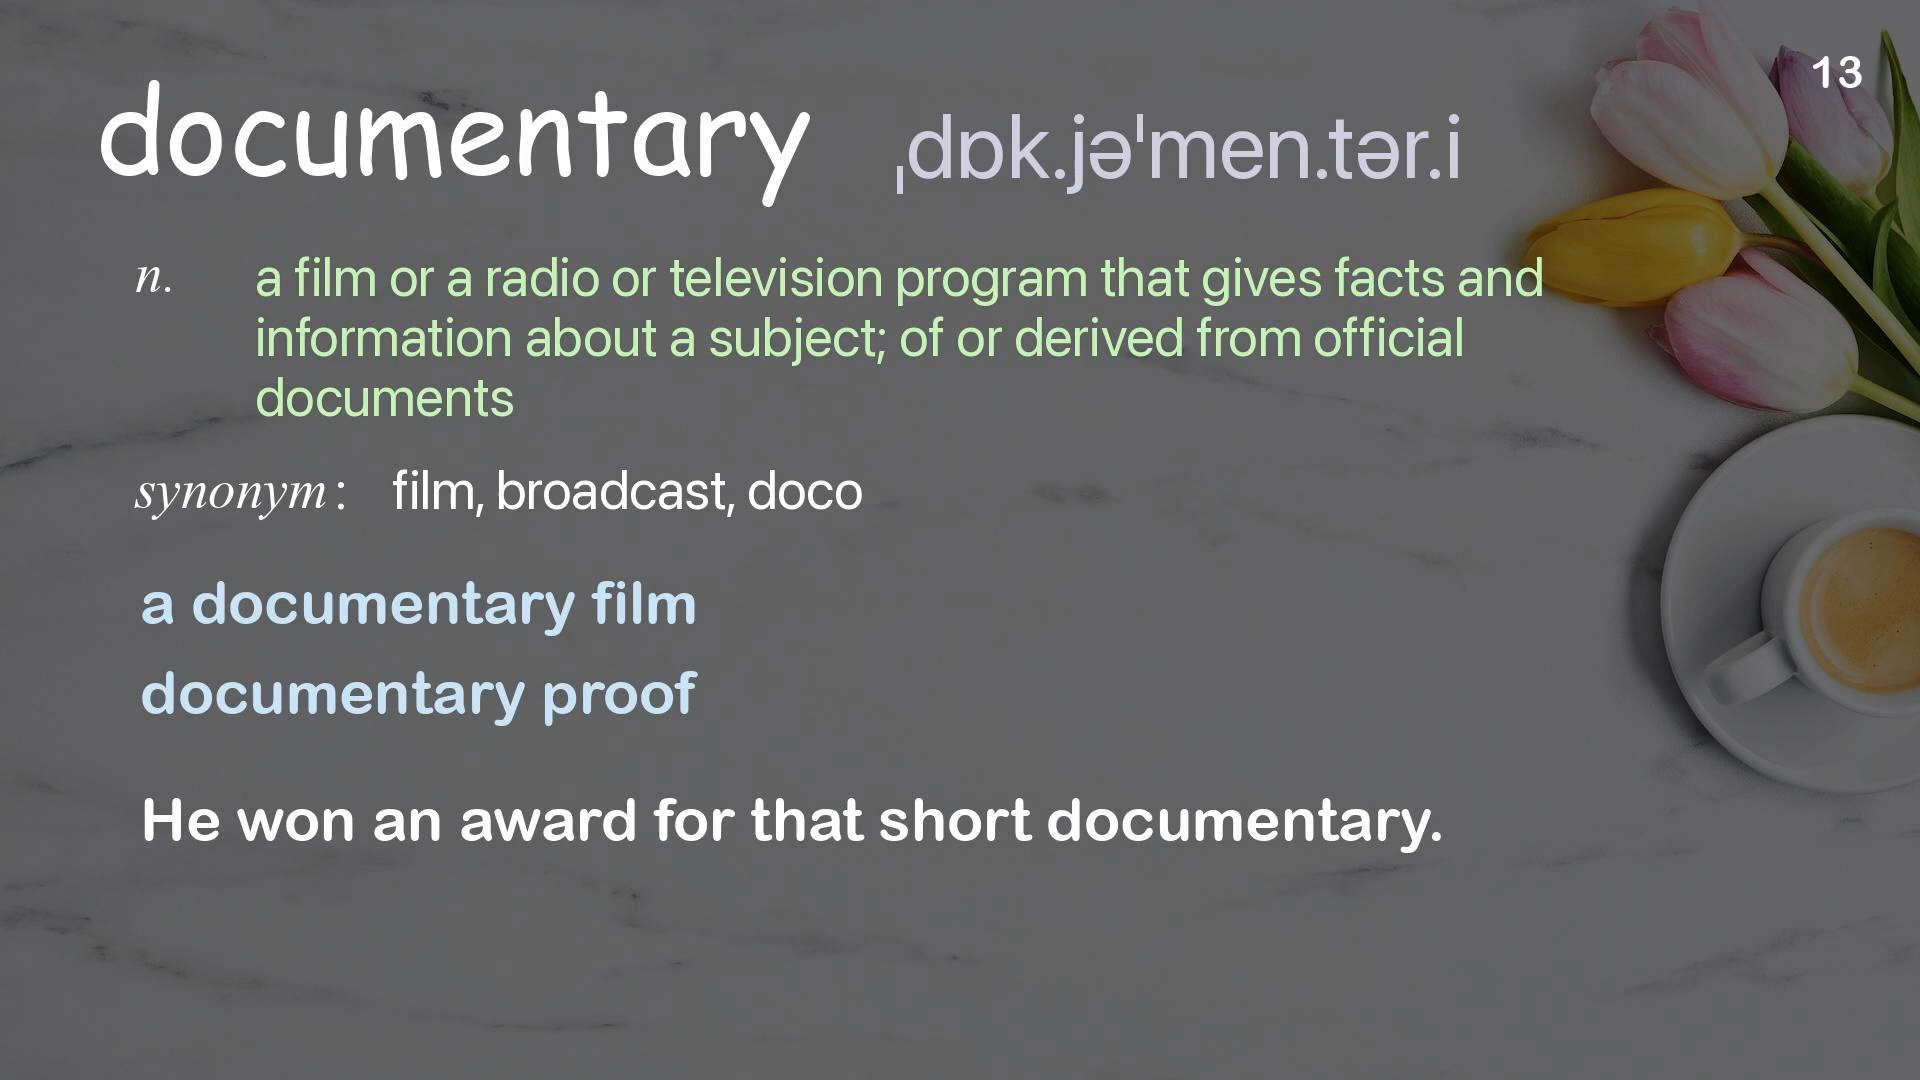 13
documentary ˌdɒk.jəˈmen.tər.i
n. a film or a radio or television program that gives facts and
information about a subject; of or derived from official
documents
synonym: film, broadcast, doco
a documentary film
documentary proof
He won an award for that short documentary.